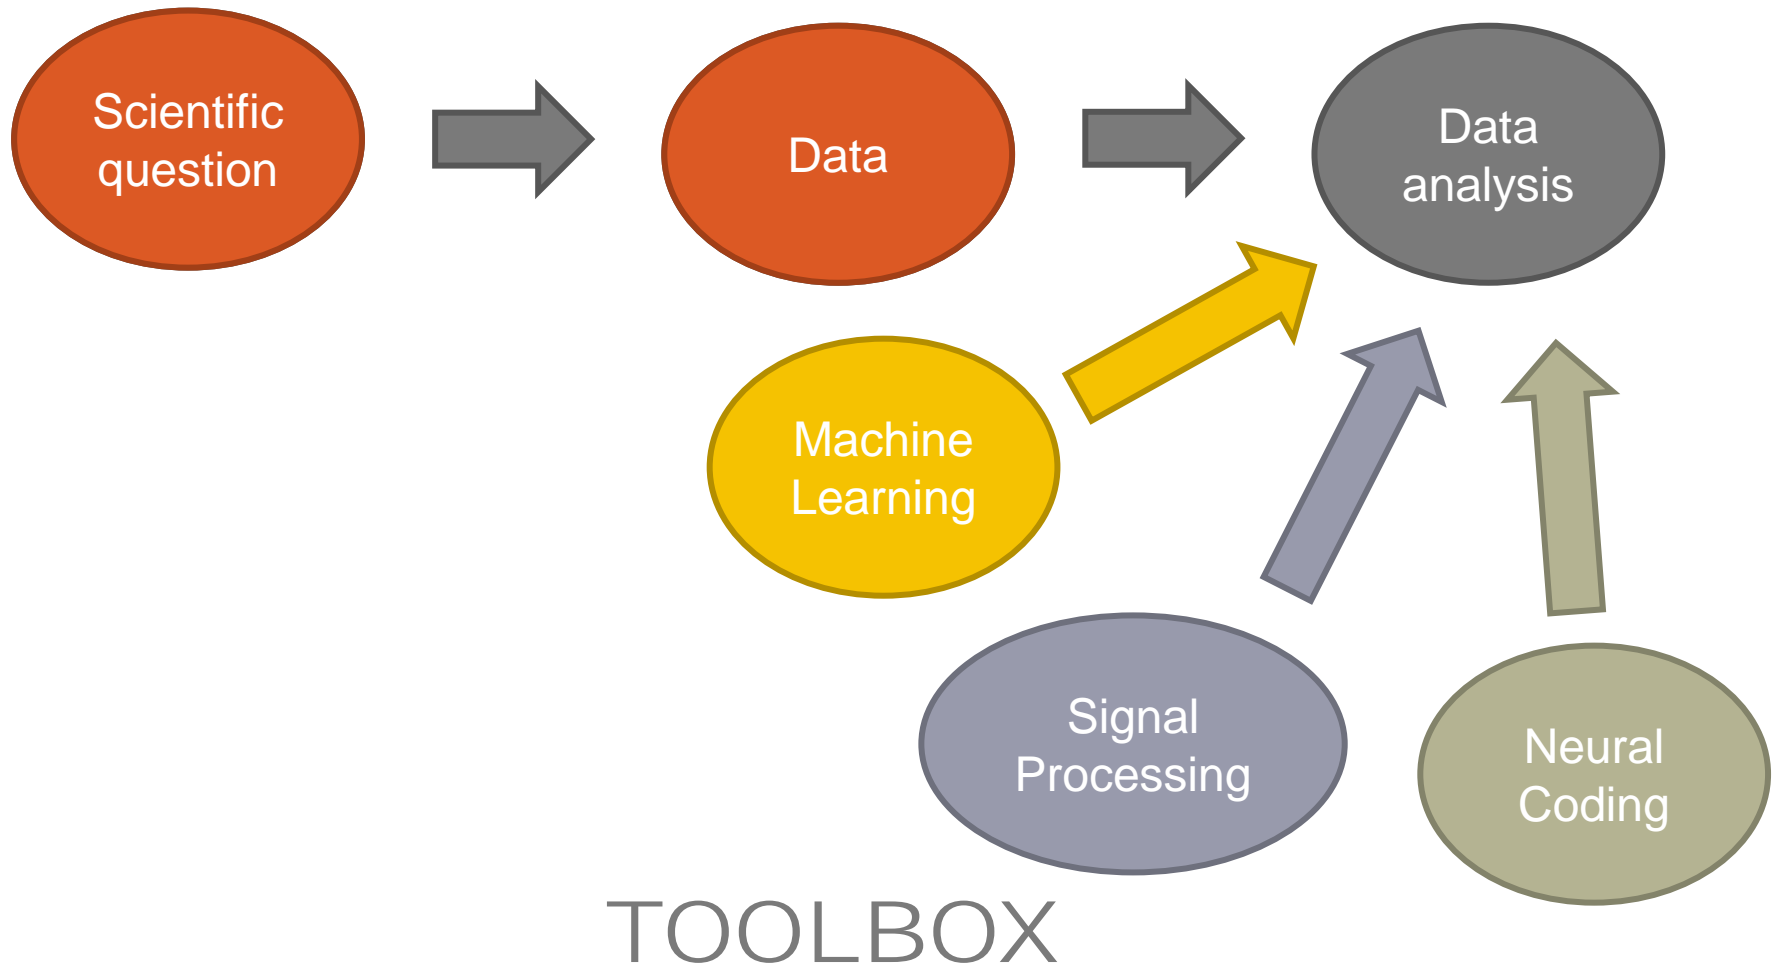 Scientific
question
Data
Data
analysis
Machine
Learning
Signal
Processing
Neural
Coding
TOOLBOX